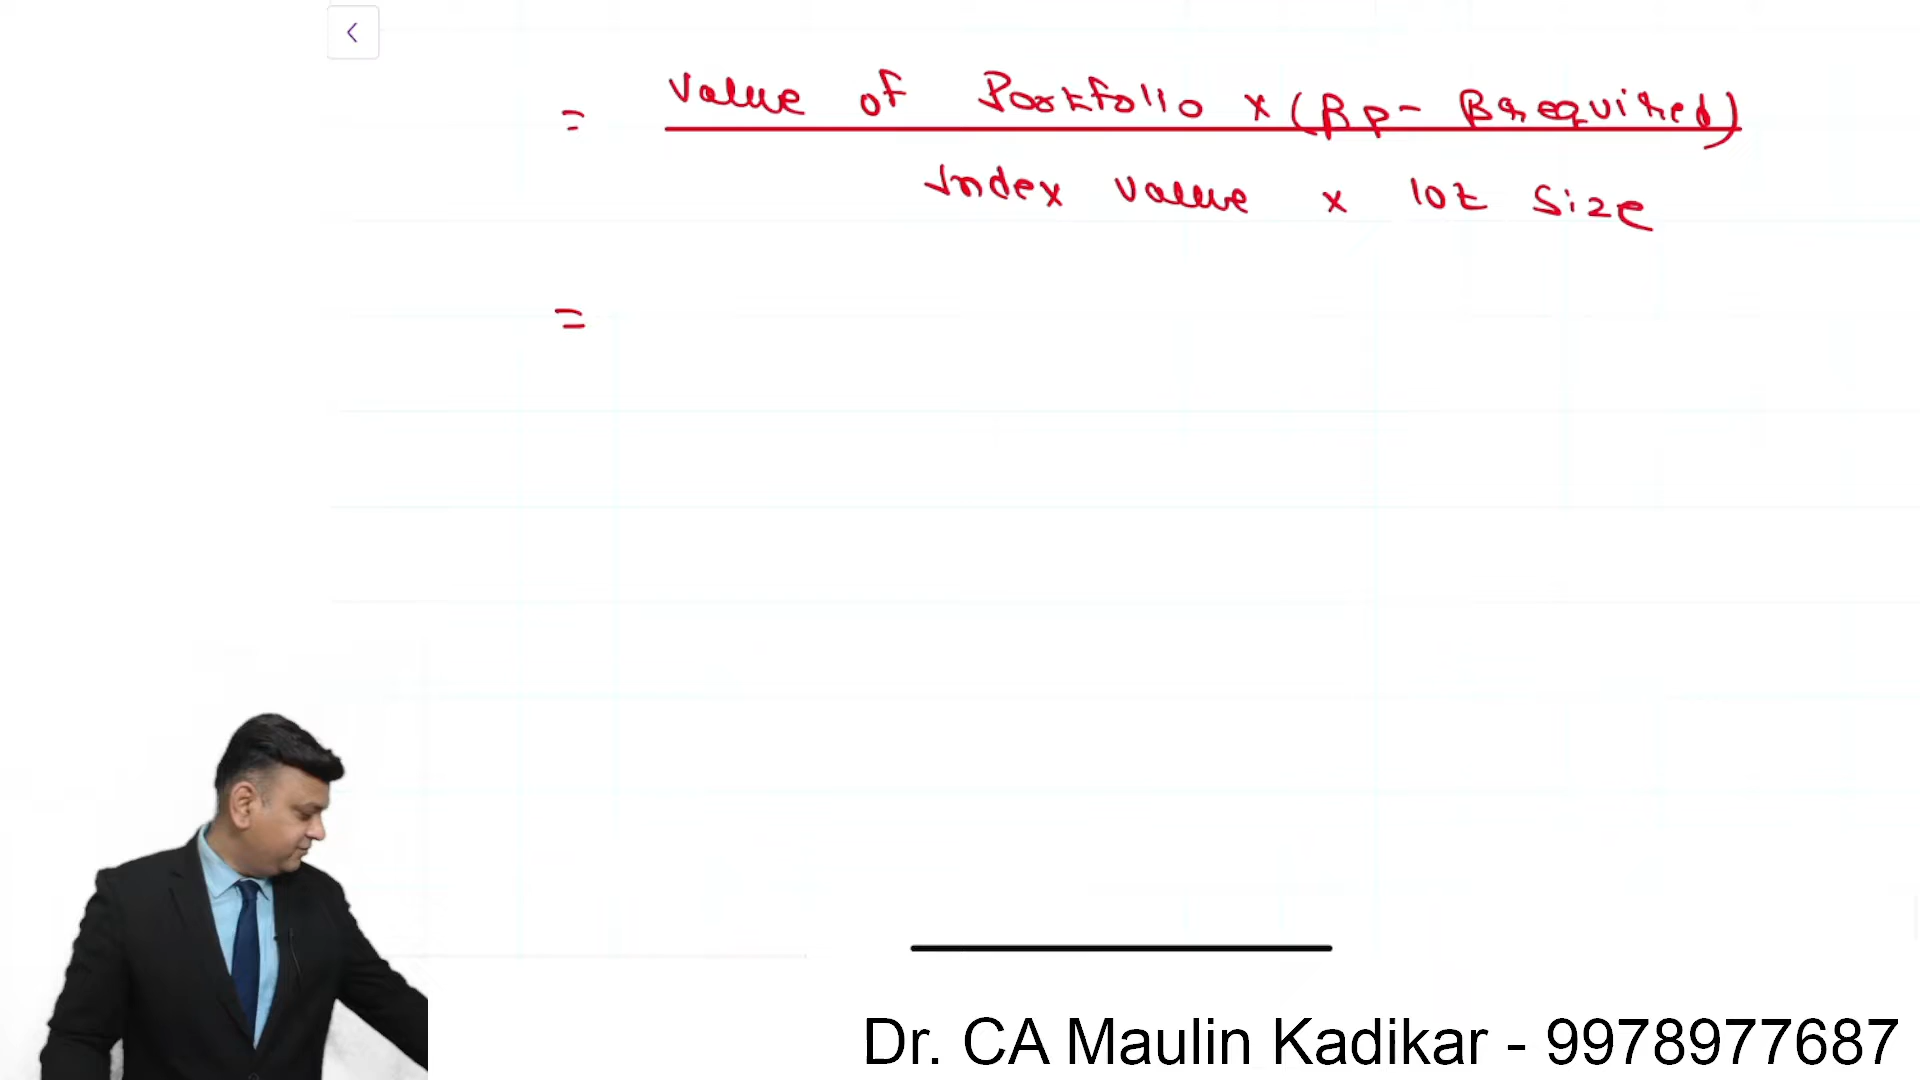 = Value of Portfolio x (βp - βrequired)
Index value x lot size
=
Dr. CA Maulin Kadikar - 9978977687